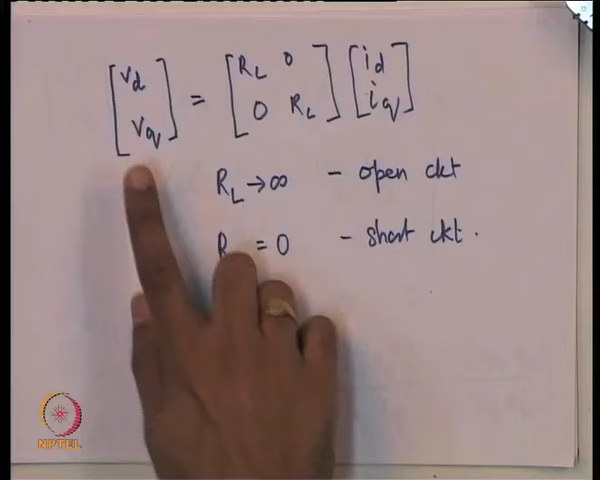 [vd vq] = [RL 0 0 RL] [id iq]
RL → ∞ - open ckt
R = 0 - short ckt.
NPTEL